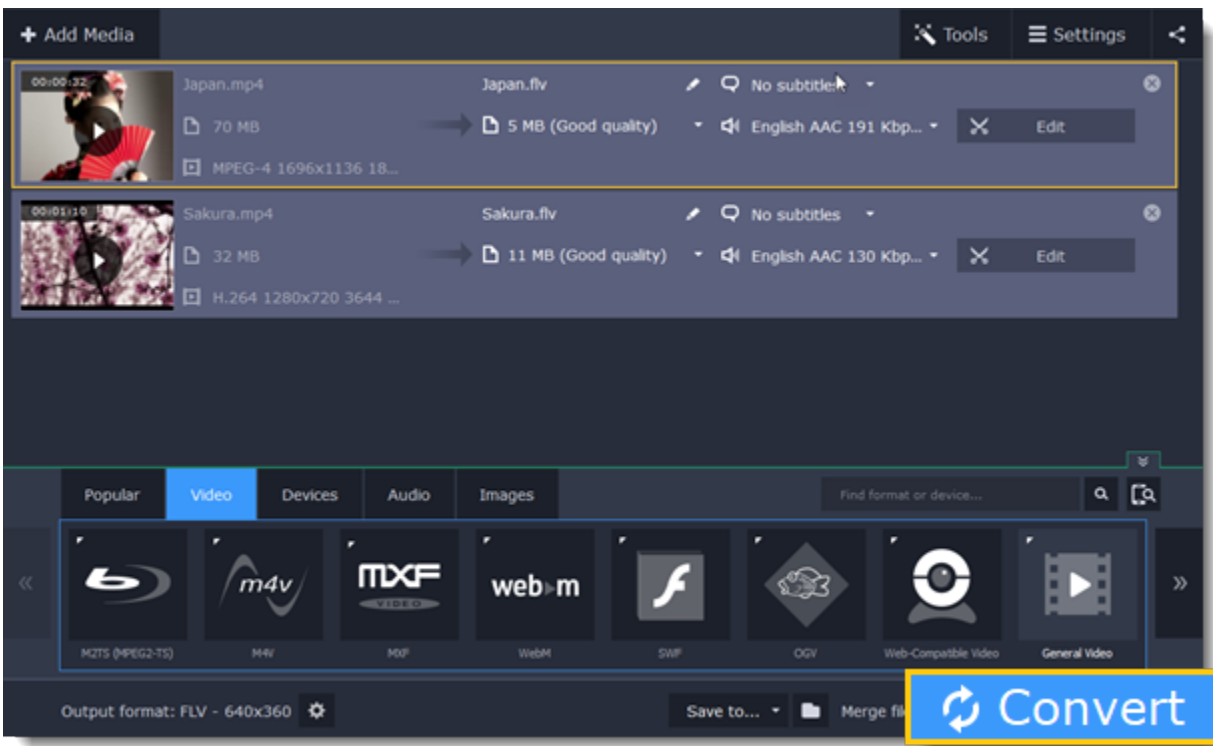 Add Media
Tools
Settings
00:00:32
Japan.mp4
Japan.flv
No subtitles
70 MB
5 MB (Good quality)
English AAC 191 Kbp...
Edit
MPEG-4 1696x1136 18...
00:01:10
Sakura.mp4
Sakura.flv
No subtitles
32 MB
11 MB (Good quality)
English AAC 130 Kbp...
Edit
H.264 1280x720 3644 ...
Popular
Video
Devices
Audio
Images
Find format or device...
m4v
MXF
VIDEO
web m
M2TS (MPEG2-TS)
M4V
MXF
WebM
SWF
OGV
Web-Compatible Video
General Video
Output format: FLV - 640x360
Save to...
Merge
Convert